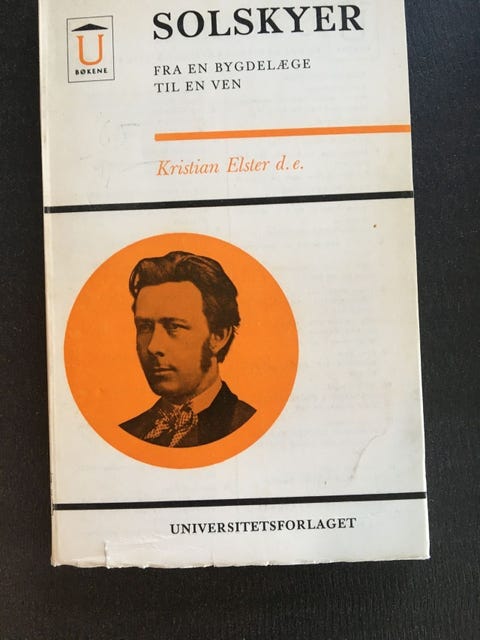 U
BØKENE
SOLSKYER
FRA EN BYGDELÆGE
TIL EN VEN
Kristian Elster d.e.
UNIVERSITETSFORLAGET